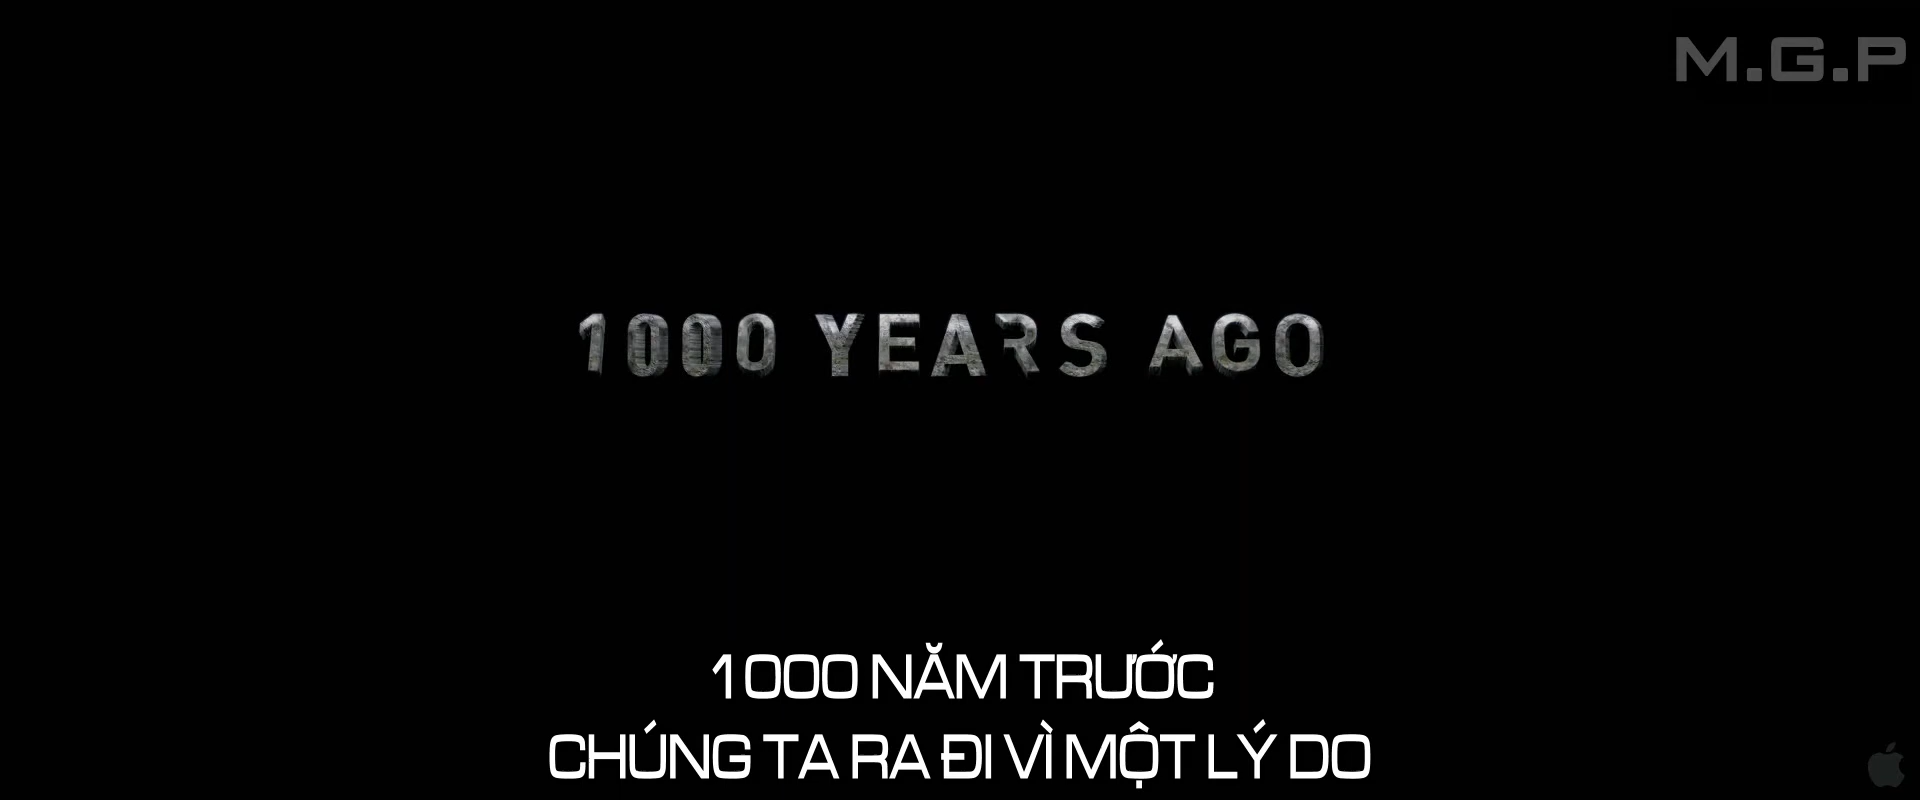 M.G.P
1000 YEARS AGO
1000 NĂM TRƯỚC
CHÚNG TA RA ĐI VÌ MỘT LÝ DO